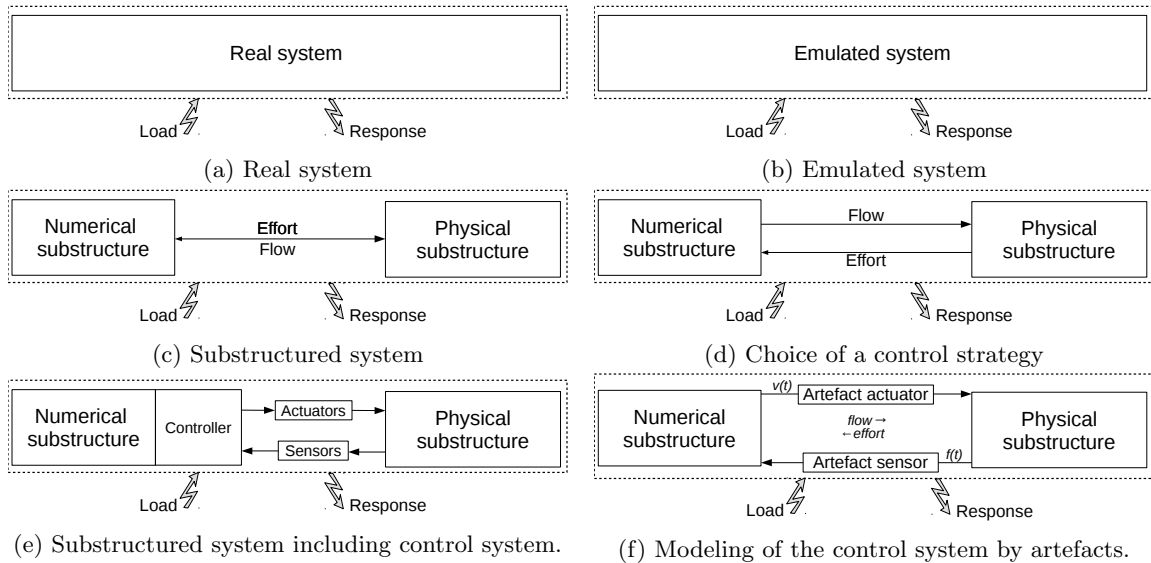 Real system
Load
Response
(a) Real system
Emulated system
Load
Response
(b) Emulated system
Numerical
substructure
Effort
Flow
Physical
substructure
Load
Response
(c) Substructured system
Numerical
substructure
Flow
Effort
Physical
substructure
Load
Response
(d) Choice of a control strategy
Numerical
substructure
Controller
Actuators
Sensors
Physical
substructure
Load
Response
(e) Substructured system including control system.
Numerical
substructure
v(t)
Artefact actuator
flow→
←effort
Artefact sensor
f(t)
Physical
substructure
Load
Response
(f) Modeling of the control system by artefacts.